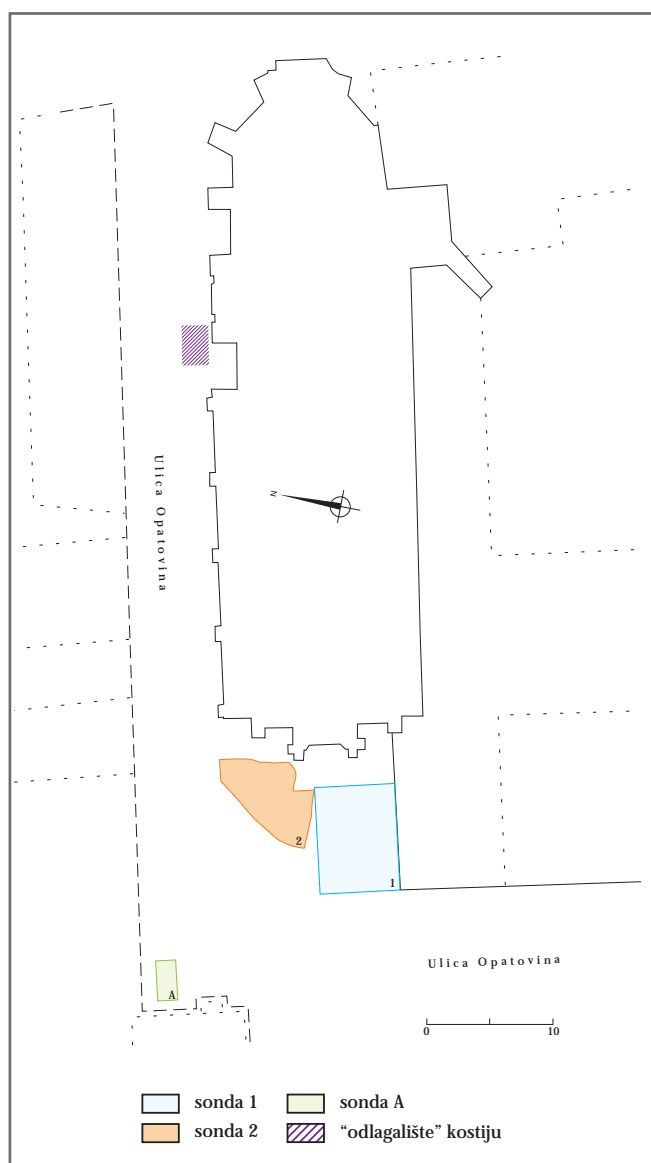 Ulica Opatovina
N
2
1
A
Ulica Opatovina
0 10
sonda 1
sonda A
sonda 2
“odlagalište” kostiju